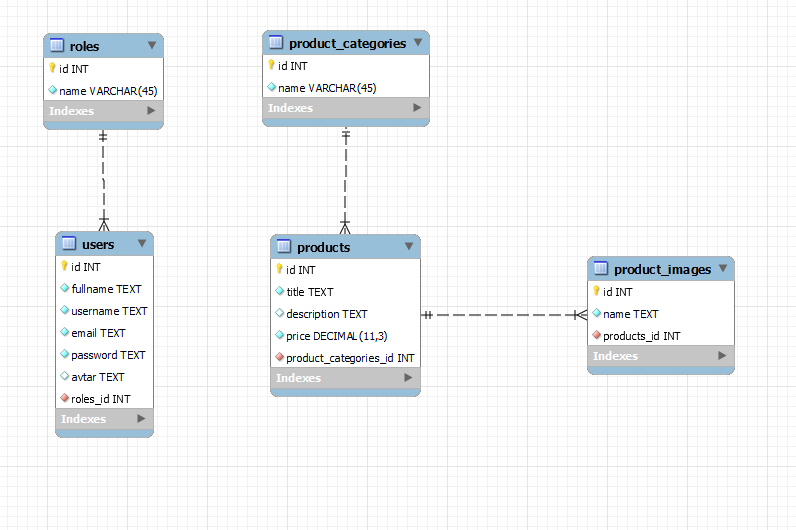 roles
id INT
name VARCHAR(45)
Indexes
product_categories
id INT
name VARCHAR(45)
Indexes
users
id INT
fullname TEXT
username TEXT
email TEXT
password TEXT
avtar TEXT
roles_id INT
Indexes
products
id INT
title TEXT
description TEXT
price DECIMAL(11,3)
product_categories_id INT
Indexes
product_images
id INT
name TEXT
products_id INT
Indexes